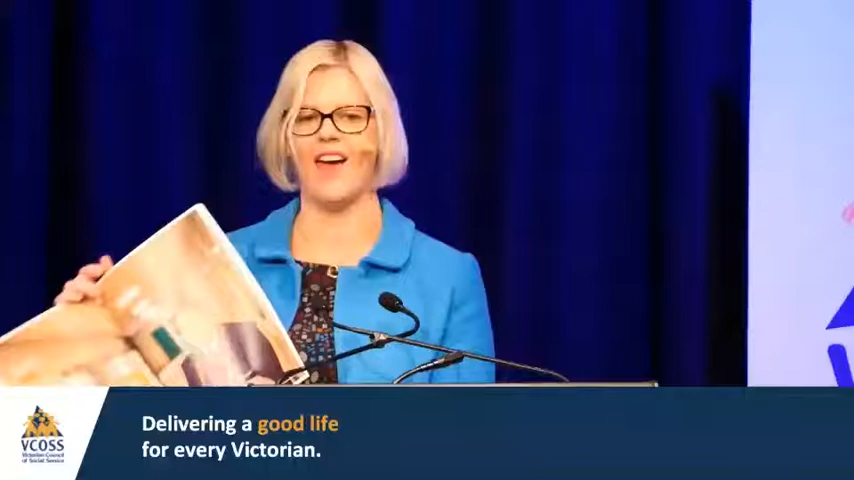 VCOSS
Victorian Council
of Social Service
Delivering a good life
for every Victorian.